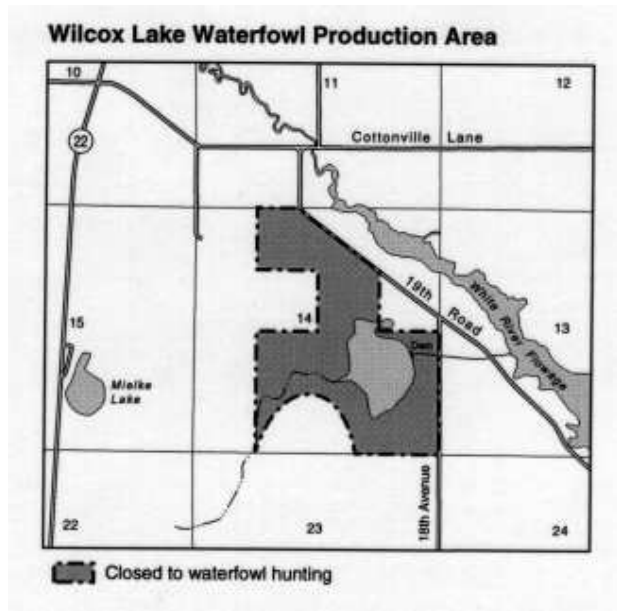 Wilcox Lake Waterfowl Production Area
10
11
12
22
Cottonville Lane
19th Road
White River Flowage
15
14
13
Dam
Mielke
Lake
18th Avenue
22
23
24
Closed to waterfowl hunting